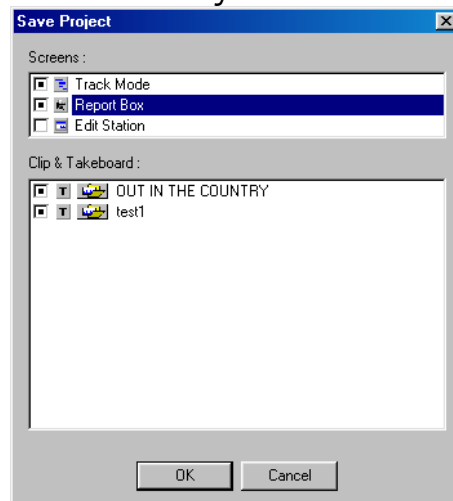 Save Project
Screens :
Track Mode
Report Box
Edit Station
Clip & Takeboard :
T OUT IN THE COUNTRY
T test1
OK Cancel